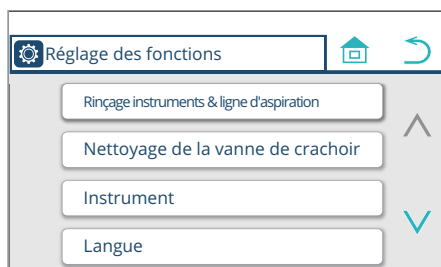 Réglage des fonctions
Rinçage instruments & ligne d'aspiration
Nettoyage de la vanne de crachoir
Instrument
Langue